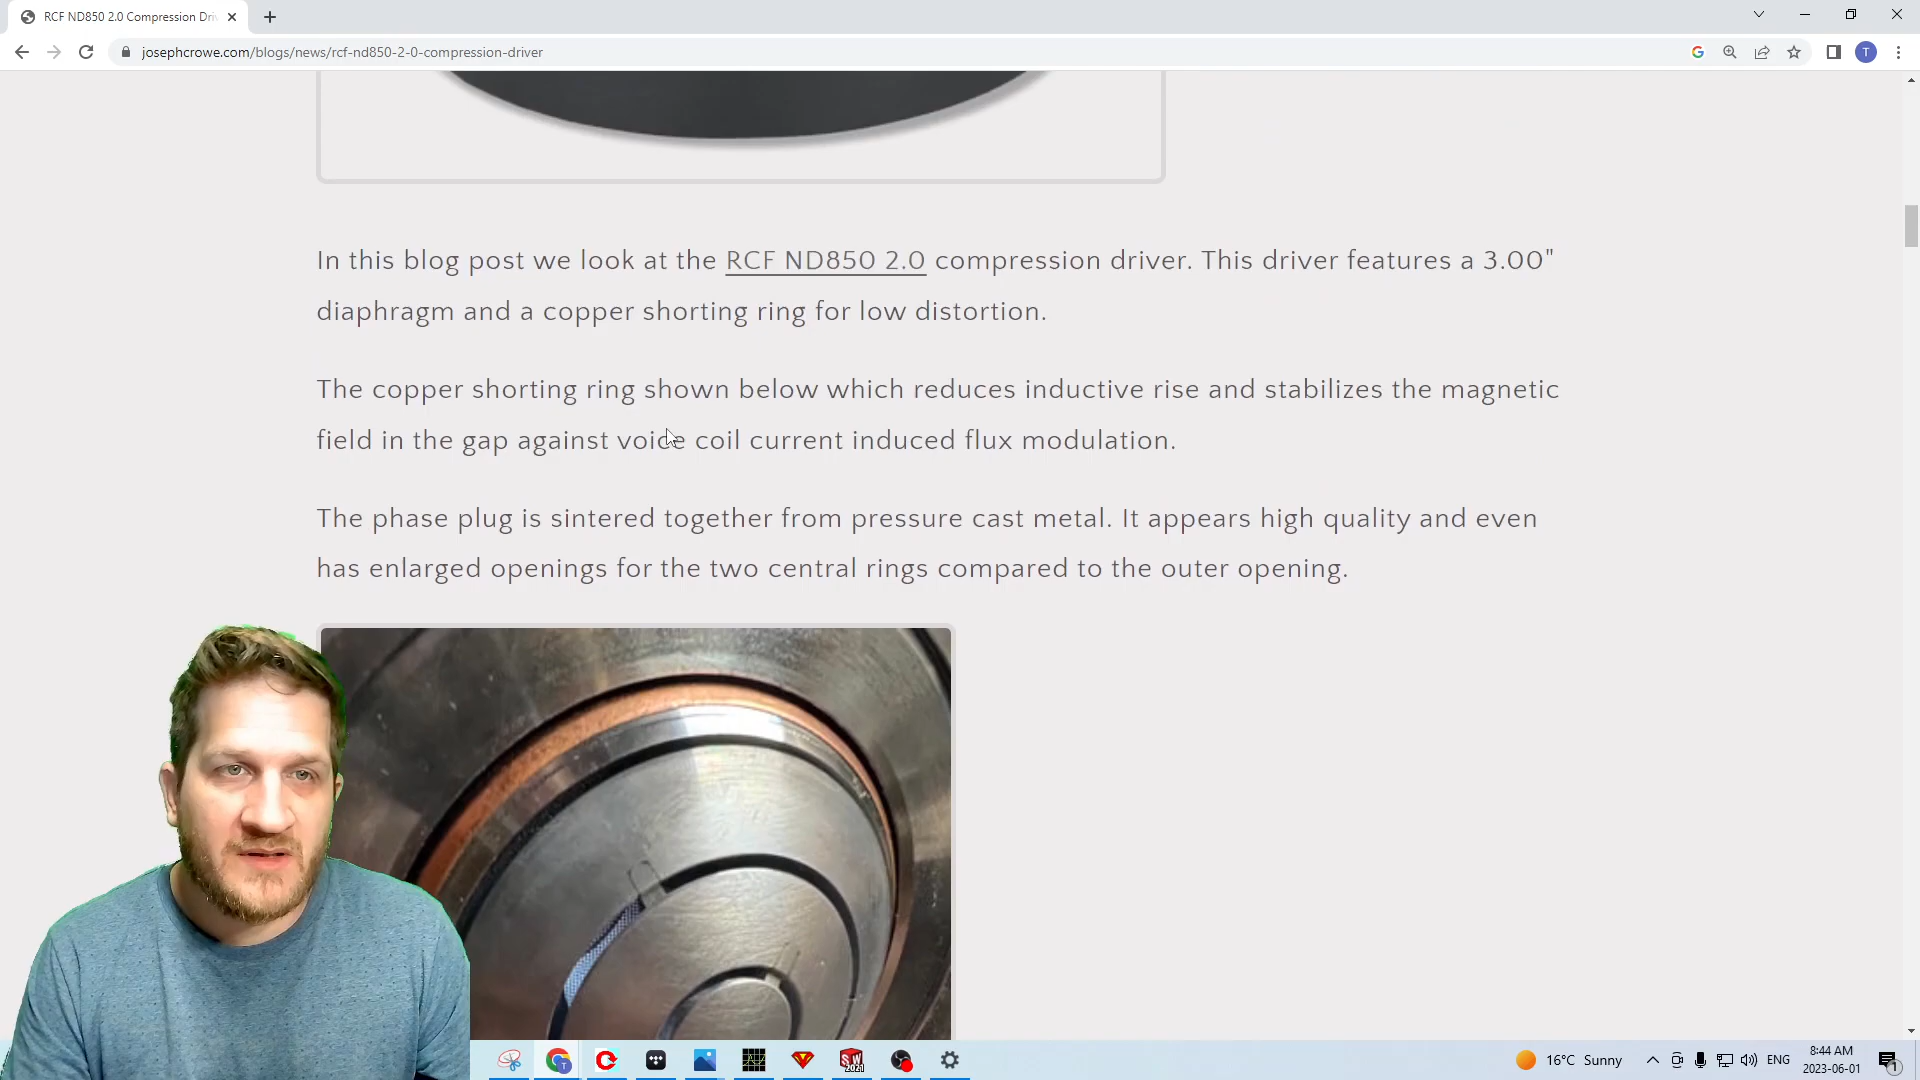 RCF ND850 2.0 Compression Dri
josephcrowe.com/blogs/news/rcf-nd850-2-0-compression-driver
T
In this blog post we look at the RCF ND850 2.0 compression driver. This driver features a 3.00"
diaphragm and a copper shorting ring for low distortion.
The copper shorting ring shown below which reduces inductive rise and stabilizes the magnetic
field in the gap against voice coil current induced flux modulation.
The phase plug is sintered together from pressure cast metal. It appears high quality and even
has enlarged openings for the two central rings compared to the outer opening.
SW
2021
16°C Sunny
ENG
8:44 AM
2023-06-01
1